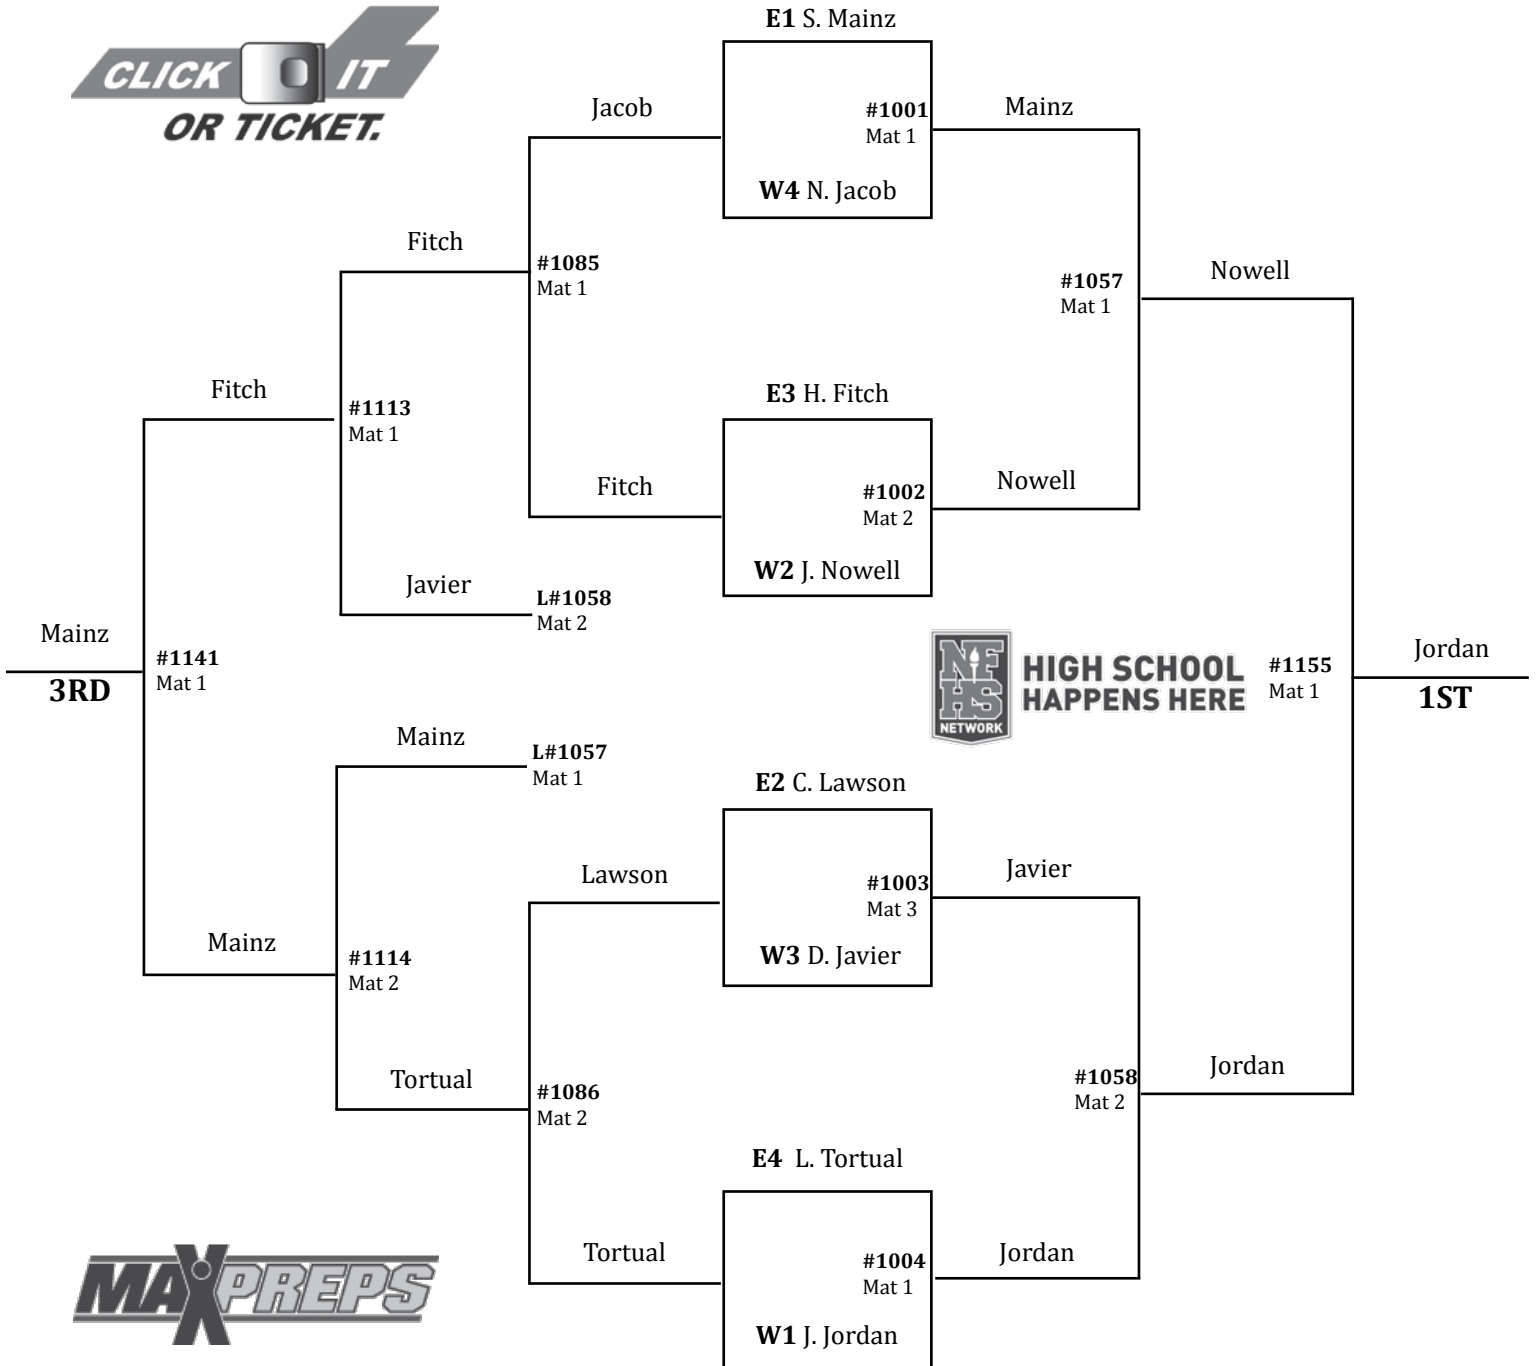 E1 S. Mainz
CLICK IT
OR TICKET.
Jacob
#1001
Mat 1
Mainz
W4 N. Jacob
Fitch
#1085
Mat 1
#1057
Mat 1
Nowell
Fitch
#1113
Mat 1
E3 H. Fitch
Fitch
#1002
Mat 2
Nowell
W2 J. Nowell
Javier
L#1058
Mat 2
Mainz
3RD
#1141
Mat 1
NFHS
NETWORK
HIGH SCHOOL
HAPPENS HERE
#1155
Mat 1
Jordan
1ST
Mainz
L#1057
Mat 1
E2 C. Lawson
Lawson
#1003
Mat 3
Javier
W3 D. Javier
Mainz
#1114
Mat 2
Tortual
#1086
Mat 2
#1058
Mat 2
Jordan
E4 L. Tortual
Tortual
#1004
Mat 1
Jordan
W1 J. Jordan
MAXPREPS